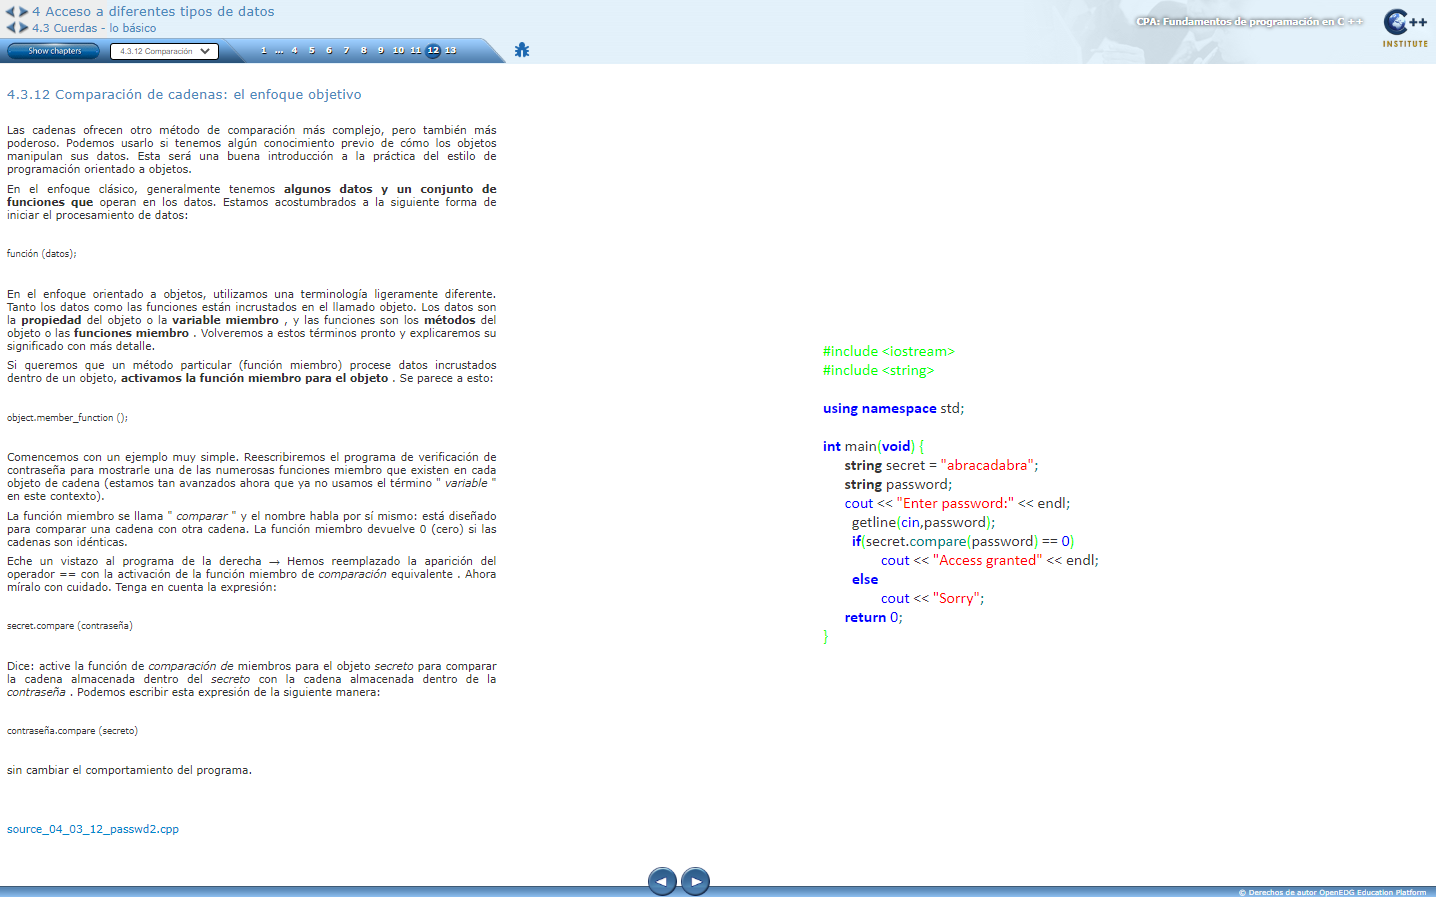 4 Acceso a diferentes tipos de datos
4.3 Cuerdas - lo básico
CPA: Fundamentos de programación en C ++
C++
INSTITUTE
Show chapters
4.3.12 Comparación
1 ... 4 5 6 7 8 9 10 11 12 13
4.3.12 Comparación de cadenas: el enfoque objetivo
Las cadenas ofrecen otro método de comparación más complejo, pero también más
poderoso. Podemos usarlo si tenemos algún conocimiento previo de cómo los objetos
manipulan sus datos. Esta será una buena introducción a la práctica del estilo de
programación orientado a objetos.
En el enfoque clásico, generalmente tenemos algunos datos y un conjunto de
funciones que operan en los datos. Estamos acostumbrados a la siguiente forma de
iniciar el procesamiento de datos:
función (datos);
En el enfoque orientado a objetos, utilizamos una terminología ligeramente diferente.
Tanto los datos como las funciones están incrustados en el llamado objeto. Los datos son
la propiedad del objeto o la variable miembro , y las funciones son los métodos del
objeto o las funciones miembro . Volveremos a estos términos pronto y explicaremos su
significado con más detalle.
Si queremos que un método particular (función miembro) procese datos incrustados
dentro de un objeto, activamos la función miembro para el objeto . Se parece a esto:
object.member_function ();
Comencemos con un ejemplo muy simple. Reescribiremos el programa de verificación de
contraseña para mostrarle una de las numerosas funciones miembro que existen en cada
objeto de cadena (estamos tan avanzados ahora que ya no usamos el término " variable "
en este contexto).
La función miembro se llama " comparar " y el nombre habla por sí mismo: está diseñado
para comparar una cadena con otra cadena. La función miembro devuelve 0 (cero) si las
cadenas son idénticas.
Eche un vistazo al programa de la derecha → Hemos reemplazado la aparición del
operador == con la activación de la función miembro de comparación equivalente . Ahora
míralo con cuidado. Tenga en cuenta la expresión:
secret.compare (contraseña)
Dice: active la función de comparación de miembros para el objeto secreto para comparar
la cadena almacenada dentro del secreto con la cadena almacenada dentro de la
contraseña . Podemos escribir esta expresión de la siguiente manera:
contraseña.compare (secreto)
sin cambiar el comportamiento del programa.
source_04_03_12_passwd2.cpp
#include <iostream>
#include <string>
using namespace std;
int main(void) {
string secret = "abracadabra";
string password;
cout << "Enter password:" << endl;
getline(cin,password);
if(secret.compare(password) == 0)
cout << "Access granted" << endl;
else
cout << "Sorry";
return 0;
}
© Derechos de autor OpenEDG Education Platform